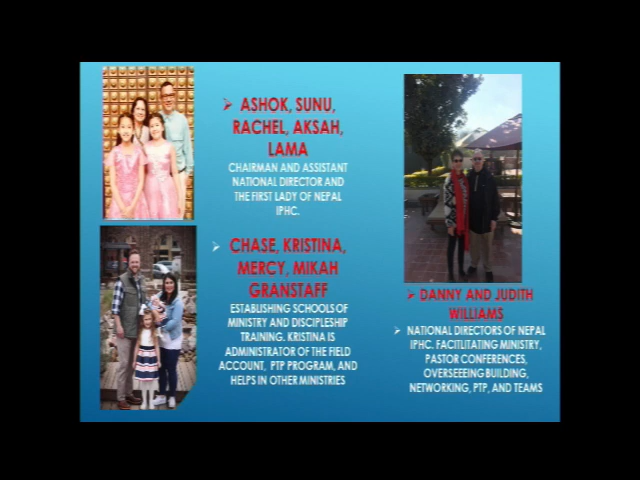 ➢ ASHOK, SUNU,
RACHEL, AKSAH,
LAMA
CHAIRMAN AND ASSISTANT
NATIONAL DIRECTOR AND
THE FIRST LADY OF NEPAL
IPHC.
➢ CHASE, KRISTINA,
MERCY, MIKAH
GRANSTAFF
ESTABLISHING SCHOOLS OF
MINISTRY AND DISCIPLESHIP
TRAINING. KRISTINA IS
ADMINISTRATOR OF THE FIELD
ACCOUNT, PTP PROGRAM, AND
HELPS IN OTHER MINISTRIES
➢ DANNY AND JUDITH
WILLIAMS
➢ NATIONAL DIRECTORS OF NEPAL
IPHC. FACITLITATING MINISTRY,
PASTOR CONFERENCES,
OVERSEEEING BUILDING,
NETWORKING, PTP, AND TEAMS